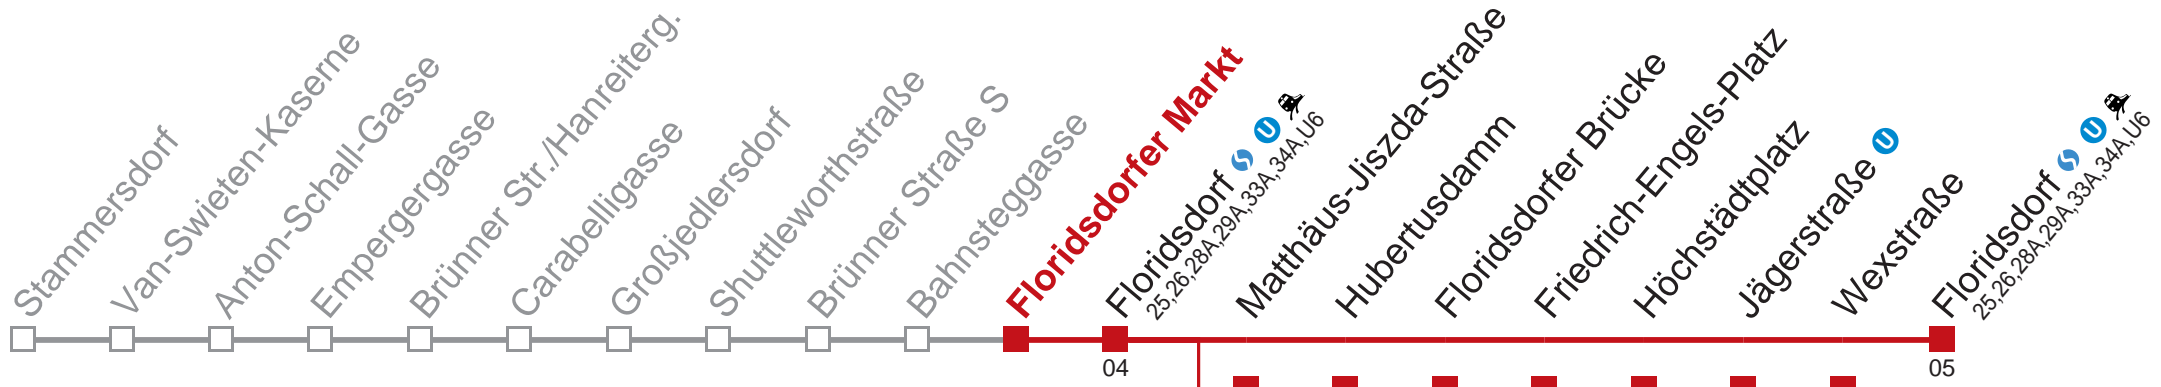 Stammersdorf
Van-Swieten-Kaserne
Anton-Schall-Gasse
Empergergasse
Brünner Str./Hanreiterg.
Carabelligasse
Großjedlersdorf
Shuttleworthstraße
Brünner Straße S
Bahnsteggasse
Floridsdorfer Markt
Floridsdorf U
25,26,28A,29A,33A,34A,U6
Matthäus-Jiszda-Straße
Hubertusdamm
Floridsdorfer Brücke
Friedrich-Engels-Platz
Höchstädtplatz
Jägerstraße U
Wexstraße
Floridsdorf U
25,26,28A,29A,33A,34A,U6
04
05